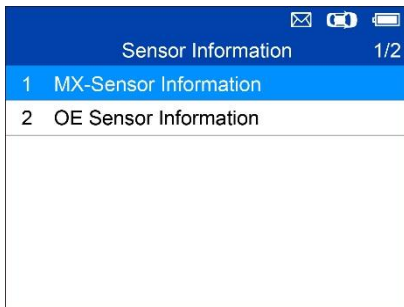 Sensor Information 1/2
1 MX-Sensor Information
2 OE Sensor Information